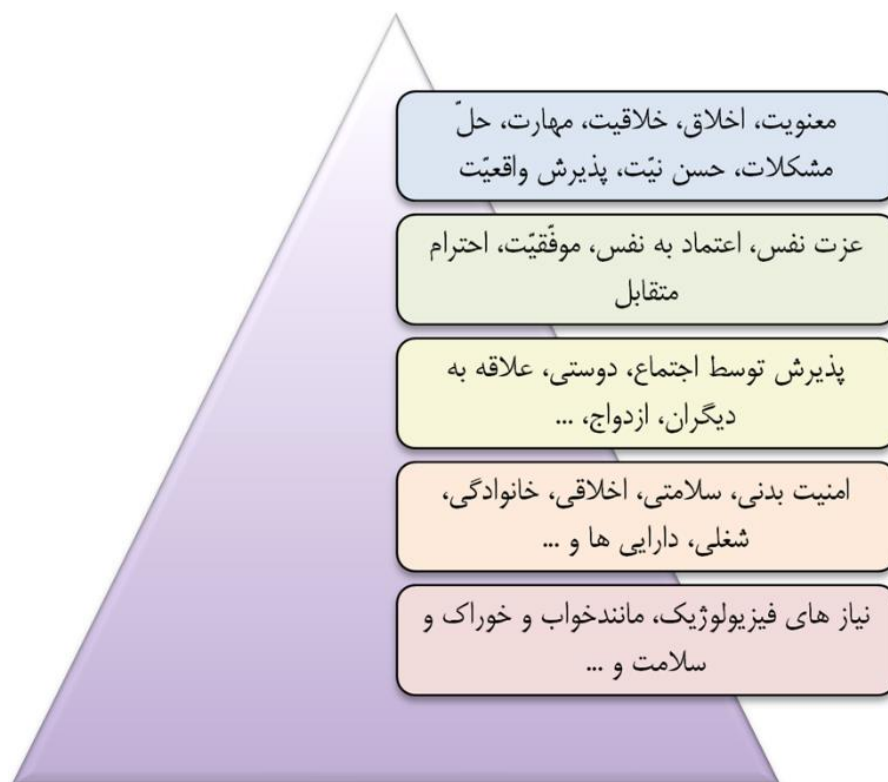 معنویت، اخلاق، خلاقیت، مهارت، حلّ
مشکلات، حسن نیّت، پذیرش واقعیّت
عزت نفس، اعتماد به نفس، موفّقیّت، احترام
متقابل
پذیرش توسط اجتماع، دوستی، علاقه به
دیگران، ازدواج، ...
امنیت بدنی، سلامتی، اخلاقی، خانوادگی،
شغلی، دارایی ها و ...
نیاز های فیزیولوژیک، مانندخواب و خوراک و
سلامت و ...